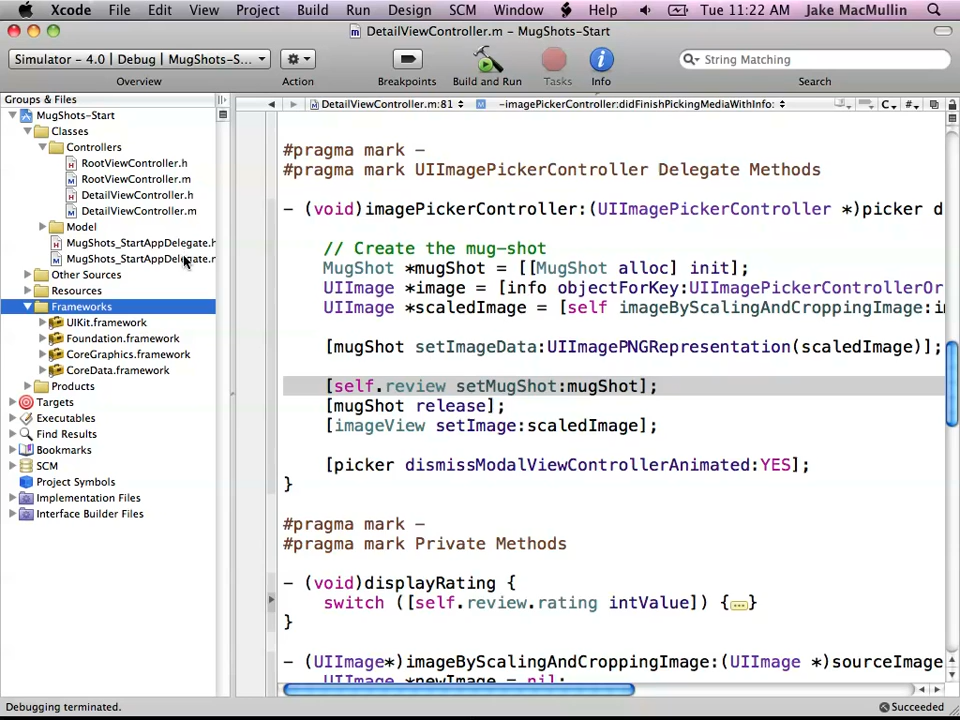 Xcode File Edit View Project Build Run Design SCM Window Help Tue 11:22 AM Jake MacMullin
DetailViewController.m - MugShots-Start
Simulator - 4.0 | Debug | MugShots-S... String Matching
Overview Action Breakpoints Build and Run Tasks Info Search
Groups & Files
DetailViewController.m:81 -imagePickerController:didFinishPickingMediaWithInfo: C #
MugShots-Start
Classes
Controllers
RootViewController.h
RootViewController.m
DetailViewController.h
DetailViewController.m
Model
MugShots_StartAppDelegate.h
MugShots_StartAppDelegate.m
Other Sources
Resources
Frameworks
UIKit.framework
Foundation.framework
CoreGraphics.framework
CoreData.framework
Products
Targets
Executables
Find Results
Bookmarks
SCM
Project Symbols
Implementation Files
Interface Builder Files
#pragma mark -
#pragma mark UIImagePickerController Delegate Methods
- (void)imagePickerController:(UIImagePickerController *)picker d
// Create the mug-shot
MugShot *mugShot = [[MugShot alloc] init];
UIImage *image = [info objectForKey:UIImagePickerControllerOr
UIImage *scaledImage = [self imageByScalingAndCroppingImage:i
[mugShot setImageData:UIImagePNGRepresentation(scaledImage)];
[self.review setMugShot:mugShot];
[mugShot release];
[imageView setImage:scaledImage];
[picker dismissModalViewControllerAnimated:YES];
}
#pragma mark -
#pragma mark Private Methods
- (void)displayRating {
switch ([self.review.rating intValue]) {...}
}
- (UIImage*)imageByScalingAndCroppingImage:(UIImage *)sourceImage
UIImage *newImage = nil;
Debugging terminated. Succeeded